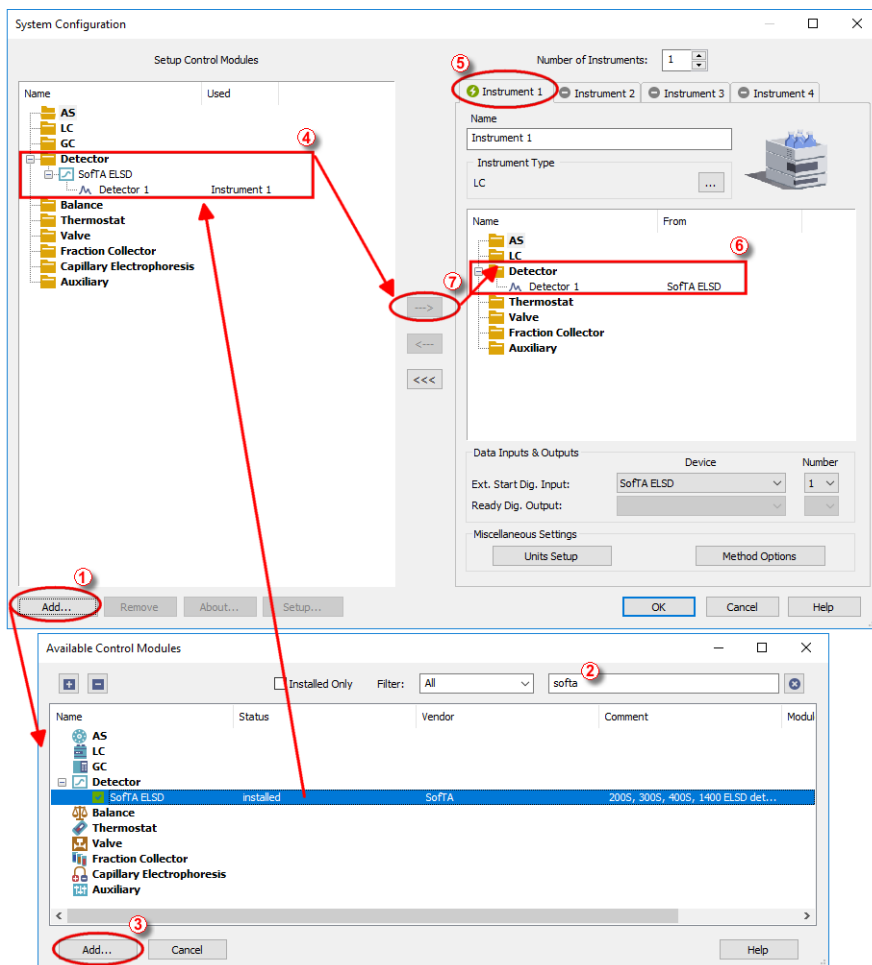 System Configuration
Setup Control Modules
Name Used
AS
LC
GC
Detector
SofTA ELSD
Detector 1 Instrument 1
Balance
Thermostat
Valve
Fraction Collector
Capillary Electrophoresis
Auxiliary
4
7
--->
<---
<<<
Number of Instruments: 1
5
Instrument 1 Instrument 2 Instrument 3 Instrument 4
Name
Instrument 1
Instrument Type
LC ...
Name From
AS
LC
6
Detector
Detector 1 SofTA ELSD
Thermostat
Valve
Fraction Collector
Auxiliary
Data Inputs & Outputs
Device Number
Ext. Start Dig. Input: SofTA ELSD 1
Ready Dig. Output:
Miscellaneous Settings
Units Setup Method Options
1
Add... Remove About... Setup... OK Cancel Help
Available Control Modules
2
Installed Only Filter: All softa
Name Status Vendor Comment Modul
AS
LC
GC
Detector
SofTA ELSD installed SofTA 200S, 300S, 400S, 1400 ELSD det...
Balance
Thermostat
Valve
Fraction Collector
Capillary Electrophoresis
Auxiliary
3
Add... Cancel Help